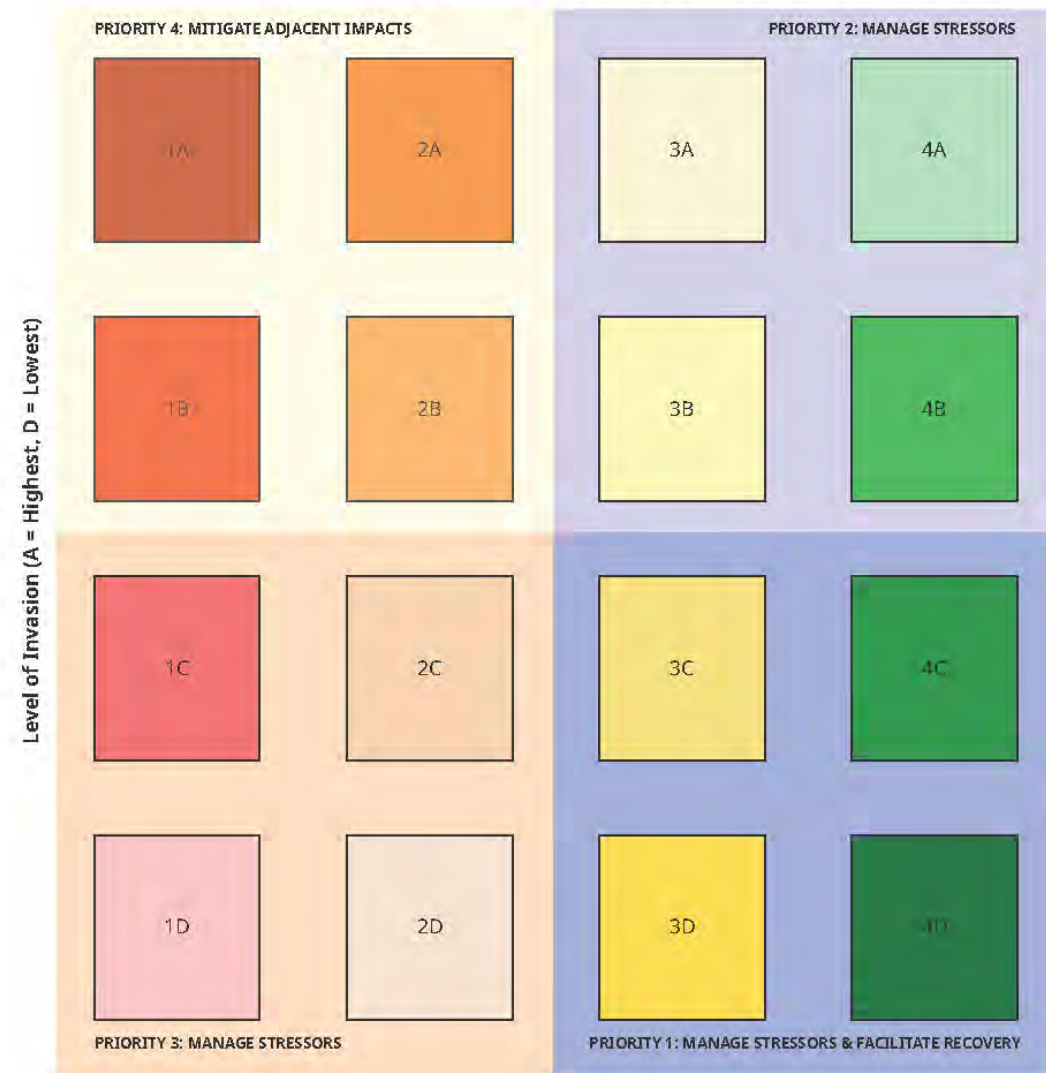 PRIORITY 4: MITIGATE ADJACENT IMPACTS
PRIORITY 2: MANAGE STRESSORS
1A
2A
3A
4A
Level of Invasion (A = Highest, D = Lowest)
1B
2B
3B
4B
1C
2C
3C
4C
1D
2D
3D
4D
PRIORITY 3: MANAGE STRESSORS
PRIORITY 1: MANAGE STRESSORS & FACILITATE RECOVERY